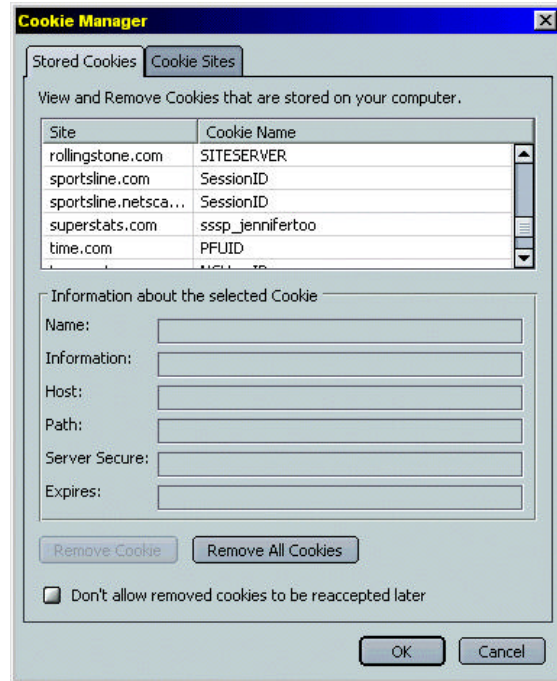 Cookie Manager
Stored Cookies Cookie Sites
View and Remove Cookies that are stored on your computer.
Site Cookie Name
rollingstone.com SITESERVER
sportsline.com SessionID
sportsline.netsca... SessionID
superstats.com sssp_jennifertoo
time.com PFUID
Information about the selected Cookie
Name:
Information:
Host:
Path:
Server Secure:
Expires:
Remove Cookie Remove All Cookies
Don't allow removed cookies to be reaccepted later
OK Cancel